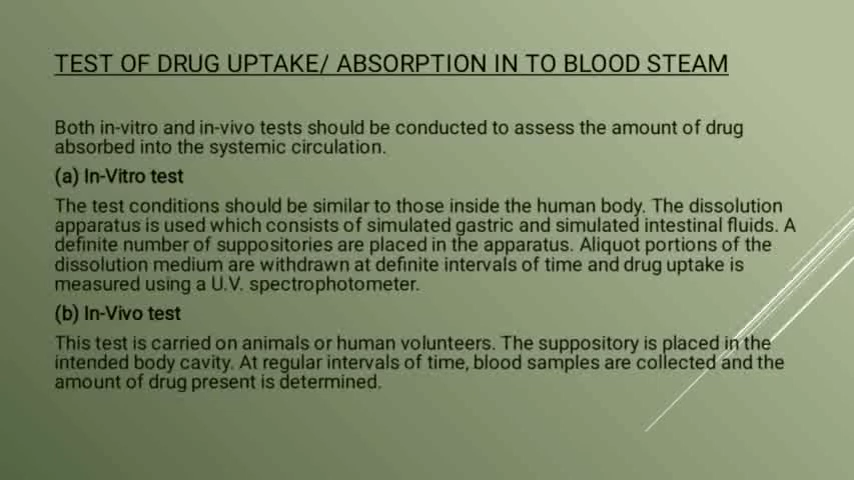 TEST OF DRUG UPTAKE/ ABSORPTION IN TO BLOOD STEAM
Both in-vitro and in-vivo tests should be conducted to assess the amount of drug
absorbed into the systemic circulation.
(a) In-Vitro test
The test conditions should be similar to those inside the human body. The dissolution
apparatus is used which consists of simulated gastric and simulated intestinal fluids. A
definite number of suppositories are placed in the apparatus. Aliquot portions of the
dissolution medium are withdrawn at definite intervals of time and drug uptake is
measured using a U.V. spectrophotometer.
(b) In-Vivo test
This test is carried on animals or human volunteers. The suppository is placed in the
intended body cavity. At regular intervals of time, blood samples are collected and the
amount of drug present is determined.